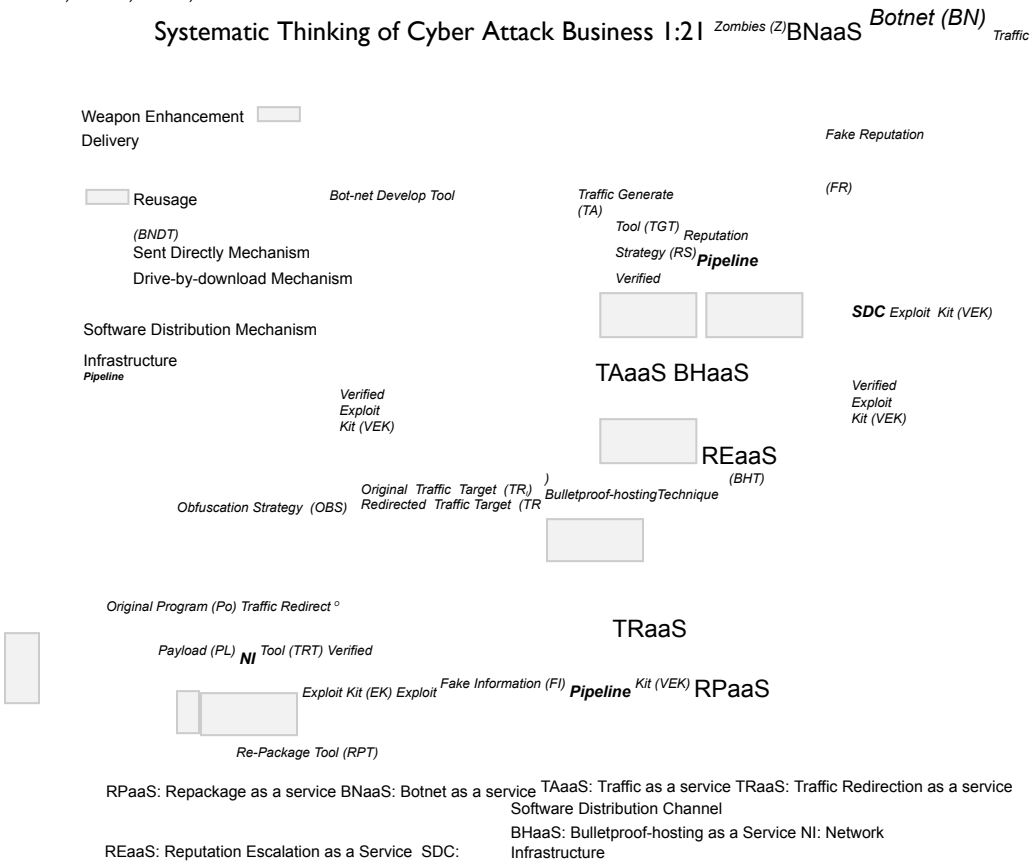 Systematic Thinking of Cyber Attack Business 1:21 Zombies (Z)BNaaS Botnet (BN) Traffic
Weapon Enhancement
Delivery
Fake Reputation
Reusage
Bot-net Develop Tool
Traffic Generate
(FR)
(TA)
(BNDT)
Tool (TGT) Reputation
Sent Directly Mechanism
Strategy (RS)Pipeline
Drive-by-download Mechanism
Verified
SDC Exploit Kit (VEK)
Software Distribution Mechanism
Infrastructure
Pipeline
TAaaS BHaaS
Verified
Exploit
Kit (VEK)
Verified
Exploit
Kit (VEK)
REaaS
(BHT)
Obfuscation Strategy (OBS)
Original Traffic Target (TRi)
Redirected Traffic Target (TR
)
Bulletproof-hostingTechnique
Original Program (Po) Traffic Redirect o
TRaaS
Payload (PL) NI Tool (TRT) Verified
Exploit Kit (EK) Exploit Fake Information (FI) Pipeline Kit (VEK) RPaaS
Re-Package Tool (RPT)
RPaaS: Repackage as a service BNaaS: Botnet as a service TAaaS: Traffic as a service TRaaS: Traffic Redirection as a service
Software Distribution Channel
BHaaS: Bulletproof-hosting as a Service NI: Network
REaaS: Reputation Escalation as a Service SDC:
Infrastructure